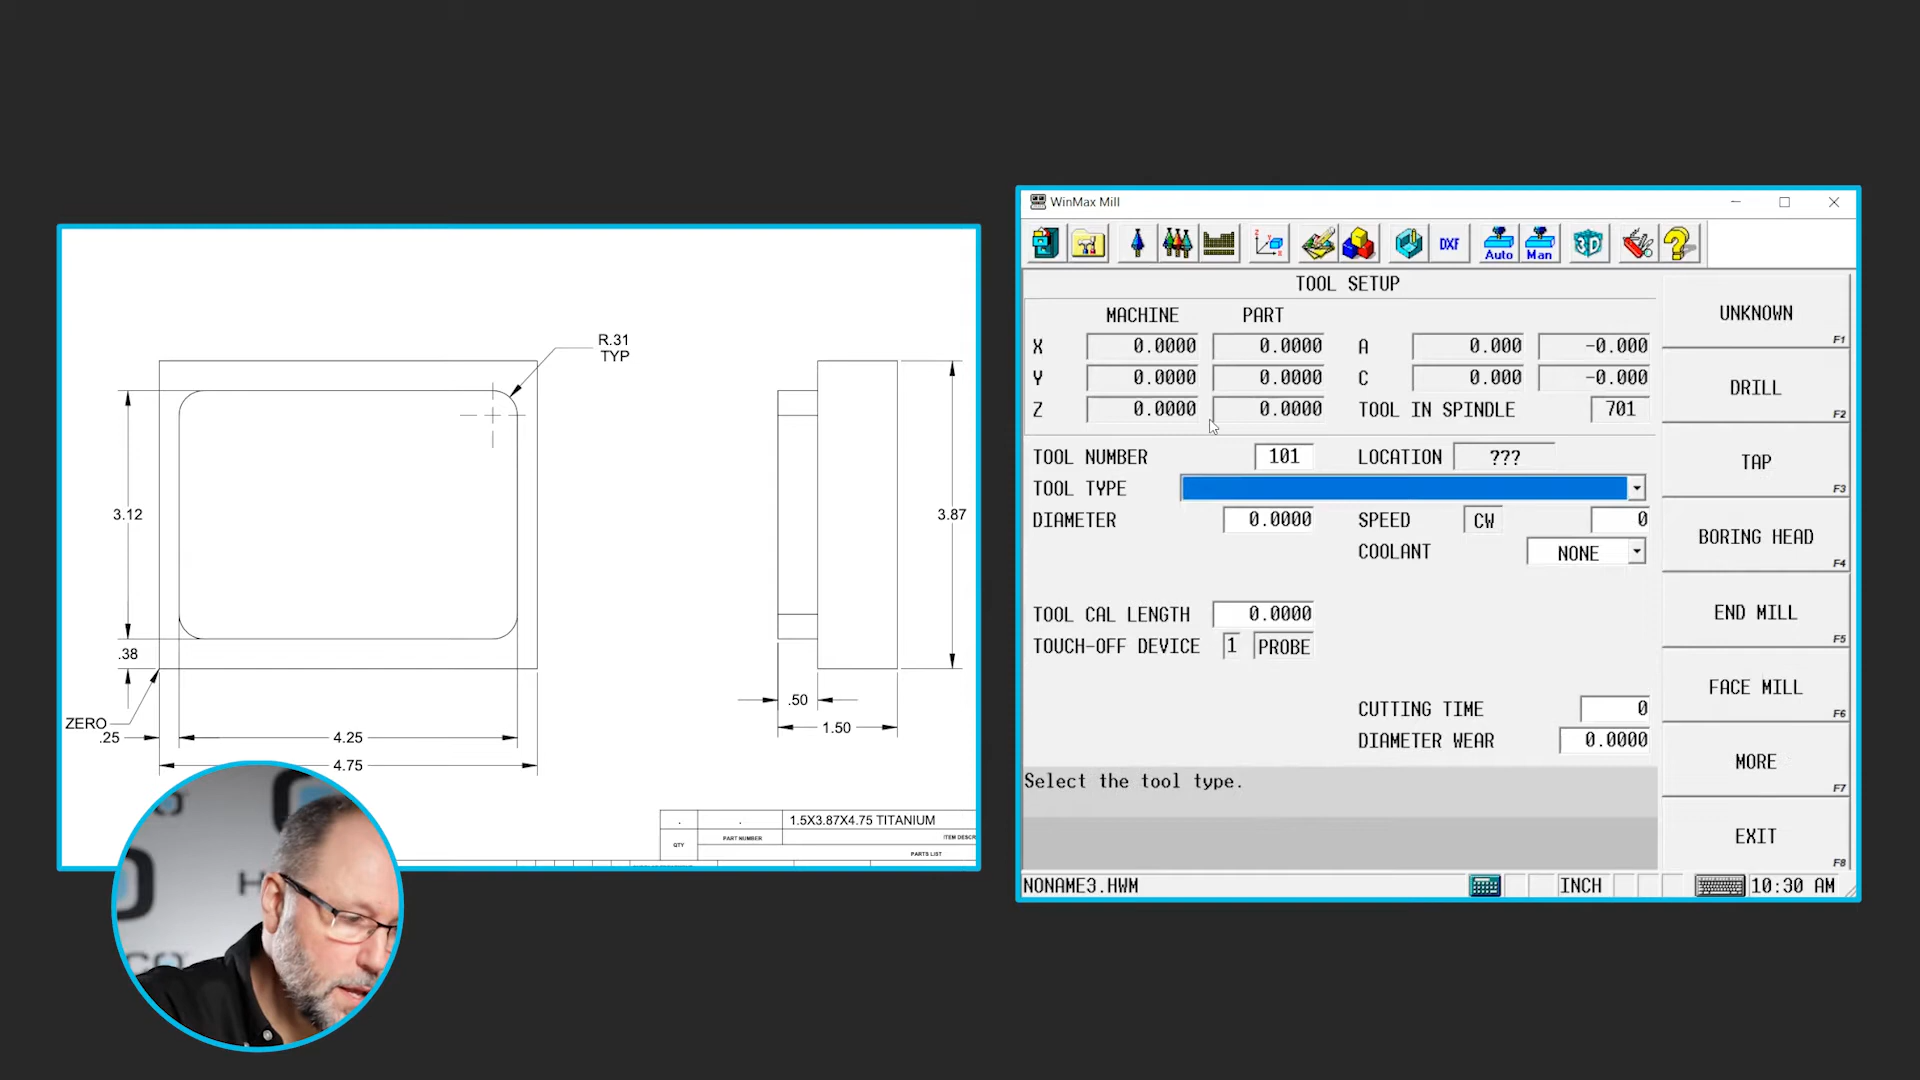 R.31
TYP
3.12
.38
ZERO
.25
4.25
4.75
3.87
.50
1.50
. . 1.5X3.87X4.75 TITANIUM
QTY PART NUMBER ITEM DESCR
PARTS LIST
WinMax Mill
DXF Auto Man 3D
TOOL SETUP
MACHINE PART
X 0.0000 0.0000 A 0.000 -0.000
Y 0.0000 0.0000 C 0.000 -0.000
Z 0.0000 0.0000 TOOL IN SPINDLE 701
TOOL NUMBER 101 LOCATION ???
TOOL TYPE
DIAMETER 0.0000 SPEED CW 0
COOLANT NONE
TOOL CAL LENGTH 0.0000
TOUCH-OFF DEVICE 1 PROBE
CUTTING TIME 0
DIAMETER WEAR 0.0000
Select the tool type.
UNKNOWN F1
DRILL F2
TAP F3
BORING HEAD F4
END MILL F5
FACE MILL F6
MORE F7
EXIT F8
NONAME3.HWM INCH 10:30 AM